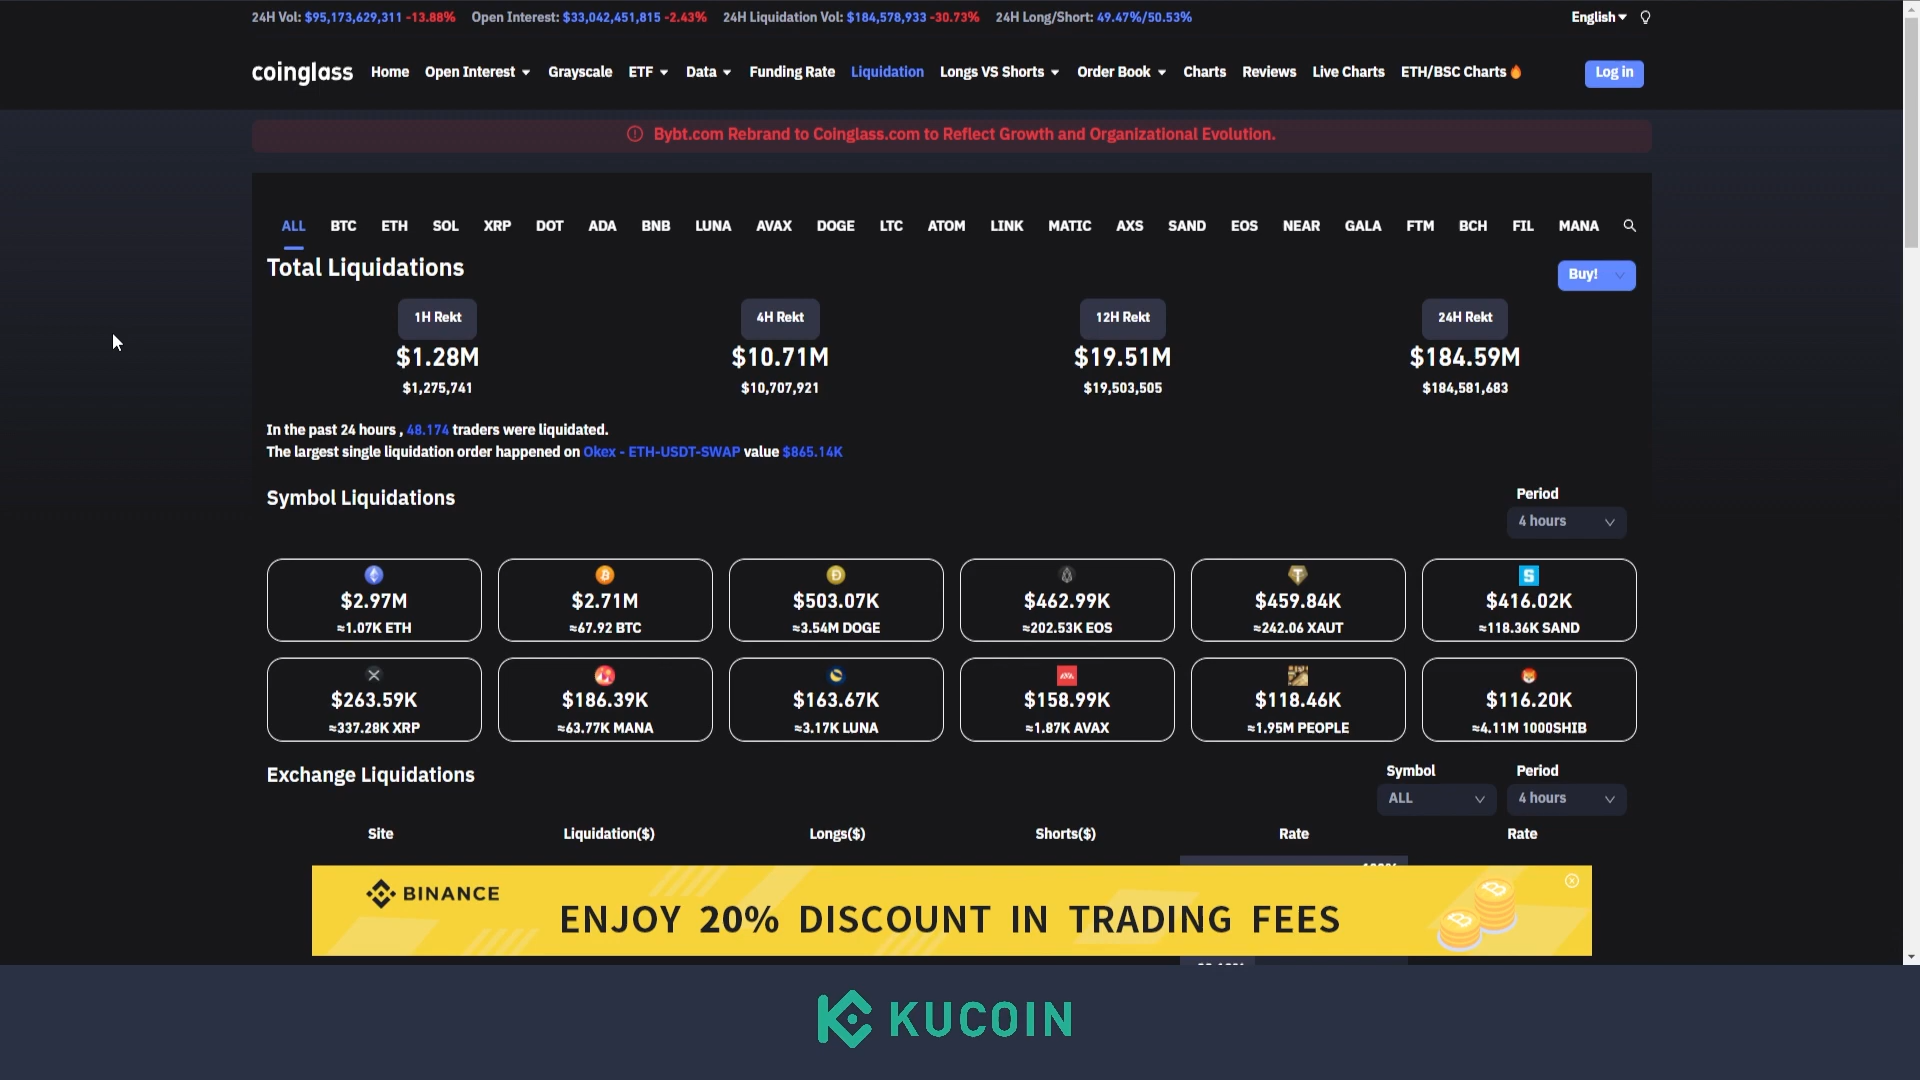 24H Vol: $95,173,629,311 -13.88% Open Interest: $33,042,451,815 -2.43% 24H Liquidation Vol: $184,578,933 -30.73% 24H Long/Short: 49.47%/50.53% English
coinglass Home Open Interest Grayscale ETF Data Funding Rate Liquidation Longs VS Shorts Order Book Charts Reviews Live Charts ETH/BSC Charts Log in
Bybt.com Rebrand to Coinglass.com to Reflect Growth and Organizational Evolution.
ALL BTC ETH SOL XRP DOT ADA BNB LUNA AVAX DOGE LTC ATOM LINK MATIC AXS SAND EOS NEAR GALA FTM BCH FIL MANA
Total Liquidations
Buy!
1H Rekt 4H Rekt 12H Rekt 24H Rekt
$1.28M $10.71M $19.51M $184.59M
$1,275,741 $10,707,921 $19,503,505 $184,581,683
In the past 24 hours , 48.174 traders were liquidated.
The largest single liquidation order happened on Okex - ETH-USDT-SWAP value $865.14K
Symbol Liquidations
Period
4 hours
$2.97M $2.71M $503.07K $462.99K $459.84K $416.02K
≈1.07K ETH ≈67.92 BTC ≈3.54M DOGE ≈202.53K EOS ≈242.06 XAUT ≈118.36K SAND
$263.59K $186.39K $163.67K $158.99K $118.46K $116.20K
≈337.28K XRP ≈63.77K MANA ≈3.17K LUNA ≈1.87K AVAX ≈1.95M PEOPLE ≈4.11M 1000SHIB
Exchange Liquidations
Symbol Period
ALL 4 hours
Site Liquidation($) Longs($) Shorts($) Rate Rate
BINANCE
ENJOY 20% DISCOUNT IN TRADING FEES
KUCOIN